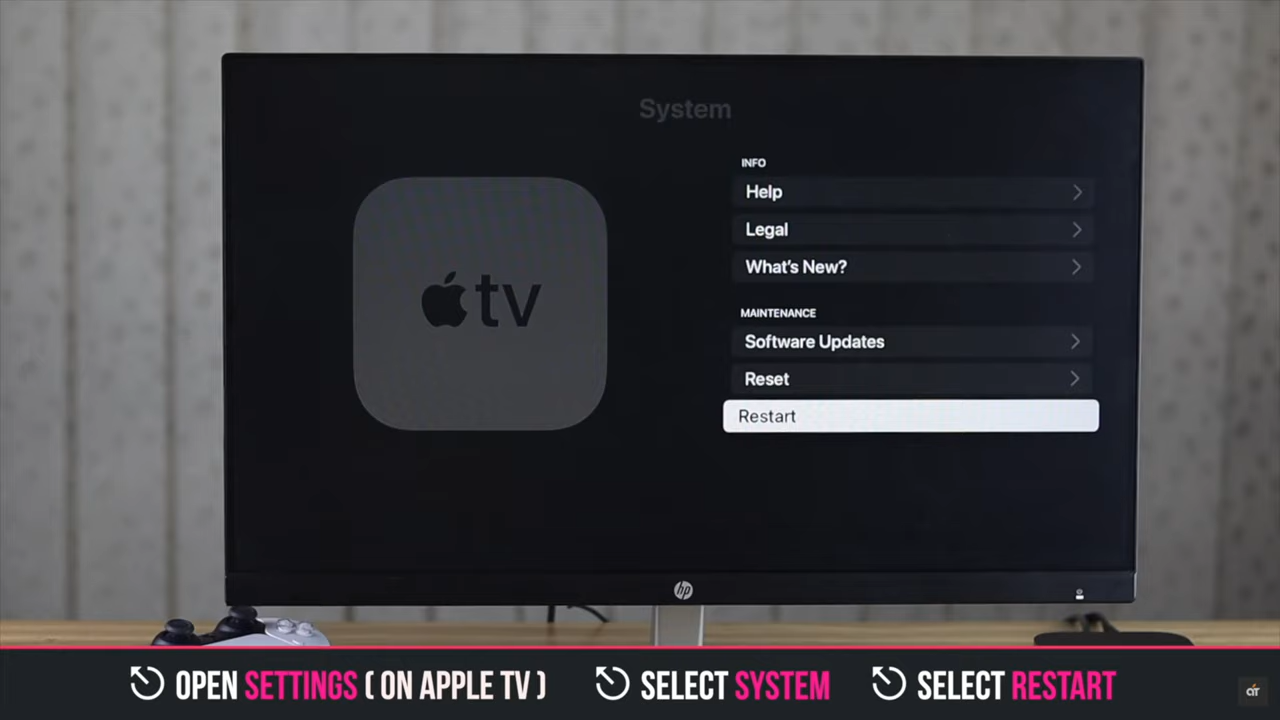 System
INFO
Help
Legal
What's New?
MAINTENANCE
Software Updates
Reset
Restart
tv
hp
OPEN SETTINGS ( ON APPLE TV )
SELECT SYSTEM
SELECT RESTART
ar